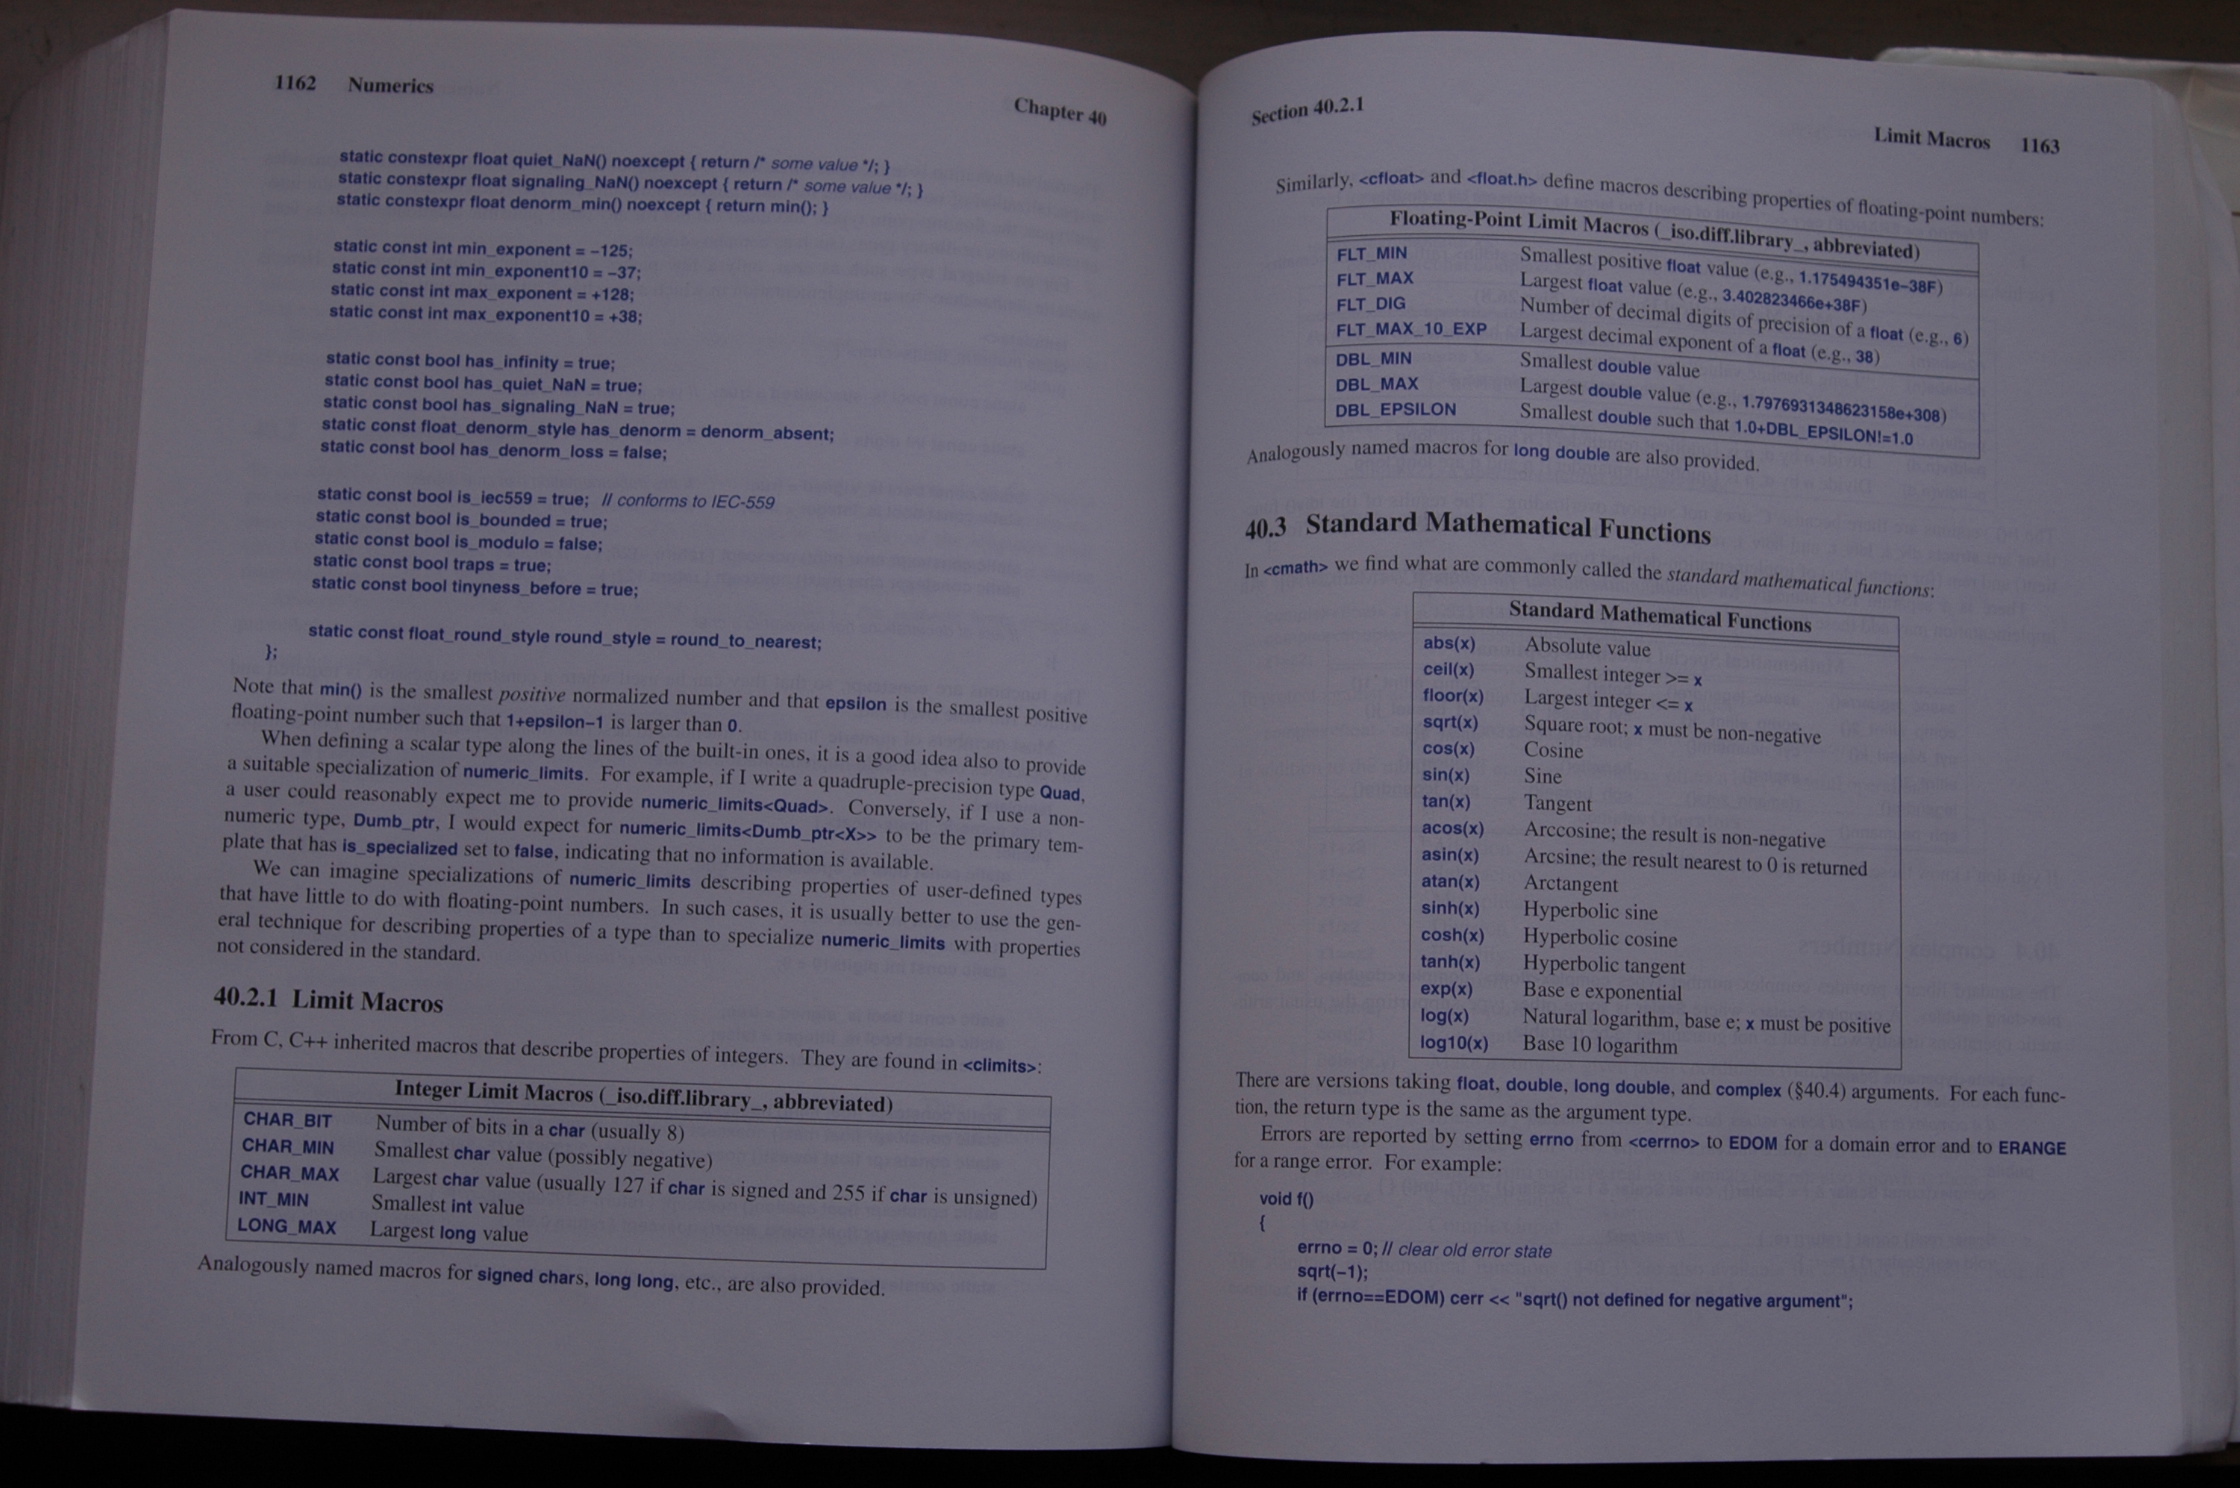 1162 Numerics Chapter 40
static constexpr float quiet_NaN() noexcept { return /* some value */; }
static constexpr float signaling_NaN() noexcept { return /* some value */; }
static constexpr float denorm_min() noexcept { return min(); }
static const int min_exponent = −125;
static const int min_exponent10 = −37;
static const int max_exponent = +128;
static const int max_exponent10 = +38;
static const bool has_infinity = true;
static const bool has_quiet_NaN = true;
static const bool has_signaling_NaN = true;
static const float_denorm_style has_denorm = denorm_absent;
static const bool has_denorm_loss = false;
static const bool is_iec559 = true; // conforms to IEC-559
static const bool is_bounded = true;
static const bool is_modulo = false;
static const bool traps = true;
static const bool tinyness_before = true;
static const float_round_style round_style = round_to_nearest;
};
Note that min() is the smallest positive normalized number and that epsilon is the smallest positive
floating-point number such that 1+epsilon−1 is larger than 0.
When defining a scalar type along the lines of the built-in ones, it is a good idea also to provide
a suitable specialization of numeric_limits. For example, if I write a quadruple-precision type Quad,
a user could reasonably expect me to provide numeric_limits<Quad>. Conversely, if I use a non-
numeric type, Dumb_ptr, I would expect for numeric_limits<Dumb_ptr<X>> to be the primary tem-
plate that has is_specialized set to false, indicating that no information is available.
We can imagine specializations of numeric_limits describing properties of user-defined types
that have little to do with floating-point numbers. In such cases, it is usually better to use the gen-
eral technique for describing properties of a type than to specialize numeric_limits with properties
not considered in the standard.
40.2.1 Limit Macros
From C, C++ inherited macros that describe properties of integers. They are found in <climits>:
Integer Limit Macros (_iso.diff.library_, abbreviated)
CHAR_BIT Number of bits in a char (usually 8)
CHAR_MIN Smallest char value (possibly negative)
CHAR_MAX Largest char value (usually 127 if char is signed and 255 if char is unsigned)
INT_MIN Smallest int value
LONG_MAX Largest long value
Analogously named macros for signed chars, long long, etc., are also provided.
Section 40.2.1 Limit Macros 1163
Similarly, <cfloat> and <float.h> define macros describing properties of floating-point numbers:
Floating-Point Limit Macros (_iso.diff.library_, abbreviated)
FLT_MIN Smallest positive float value (e.g., 1.175494351e−38F)
FLT_MAX Largest float value (e.g., 3.402823466e+38F)
FLT_DIG Number of decimal digits of precision of a float (e.g., 6)
FLT_MAX_10_EXP Largest decimal exponent of a float (e.g., 38)
DBL_MIN Smallest double value
DBL_MAX Largest double value (e.g., 1.7976931348623158e+308)
DBL_EPSILON Smallest double such that 1.0+DBL_EPSILON!=1.0
Analogously named macros for long double are also provided.
40.3 Standard Mathematical Functions
In <cmath> we find what are commonly called the standard mathematical functions:
Standard Mathematical Functions
abs(x) Absolute value
ceil(x) Smallest integer >= x
floor(x) Largest integer <= x
sqrt(x) Square root; x must be non-negative
cos(x) Cosine
sin(x) Sine
tan(x) Tangent
acos(x) Arccosine; the result is non-negative
asin(x) Arcsine; the result nearest to 0 is returned
atan(x) Arctangent
sinh(x) Hyperbolic sine
cosh(x) Hyperbolic cosine
tanh(x) Hyperbolic tangent
exp(x) Base e exponential
log(x) Natural logarithm, base e; x must be positive
log10(x) Base 10 logarithm
There are versions taking float, double, long double, and complex (§40.4) arguments. For each func-
tion, the return type is the same as the argument type.
Errors are reported by setting errno from <cerrno> to EDOM for a domain error and to ERANGE
for a range error. For example:
void f()
{
errno = 0; // clear old error state
sqrt(−1);
if (errno==EDOM) cerr << "sqrt() not defined for negative argument";